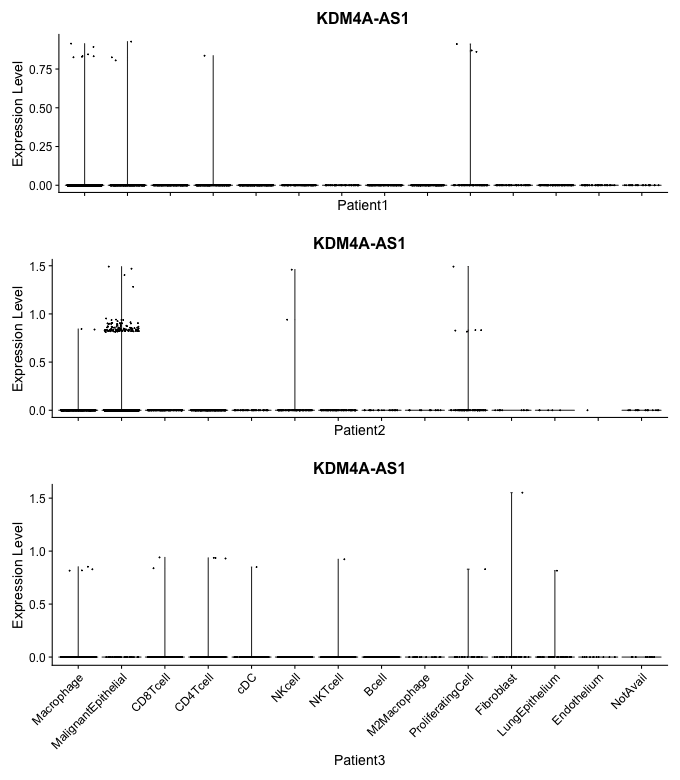 KDM4A-AS1
Expression Level
0.75
0.50
0.25
0.00
Patient1
KDM4A-AS1
Expression Level
1.5
1.0
0.5
0.0
Patient2
KDM4A-AS1
Expression Level
1.5
1.0
0.5
0.0
Macrophage
MalignantEpithelial
CD8Tcell
CD4Tcell
cDC
NKcell
NKTcell
Bcell
M2Macrophage
ProliferatingCell
Fibroblast
LungEpithelium
Endothelium
NotAvail
Patient3